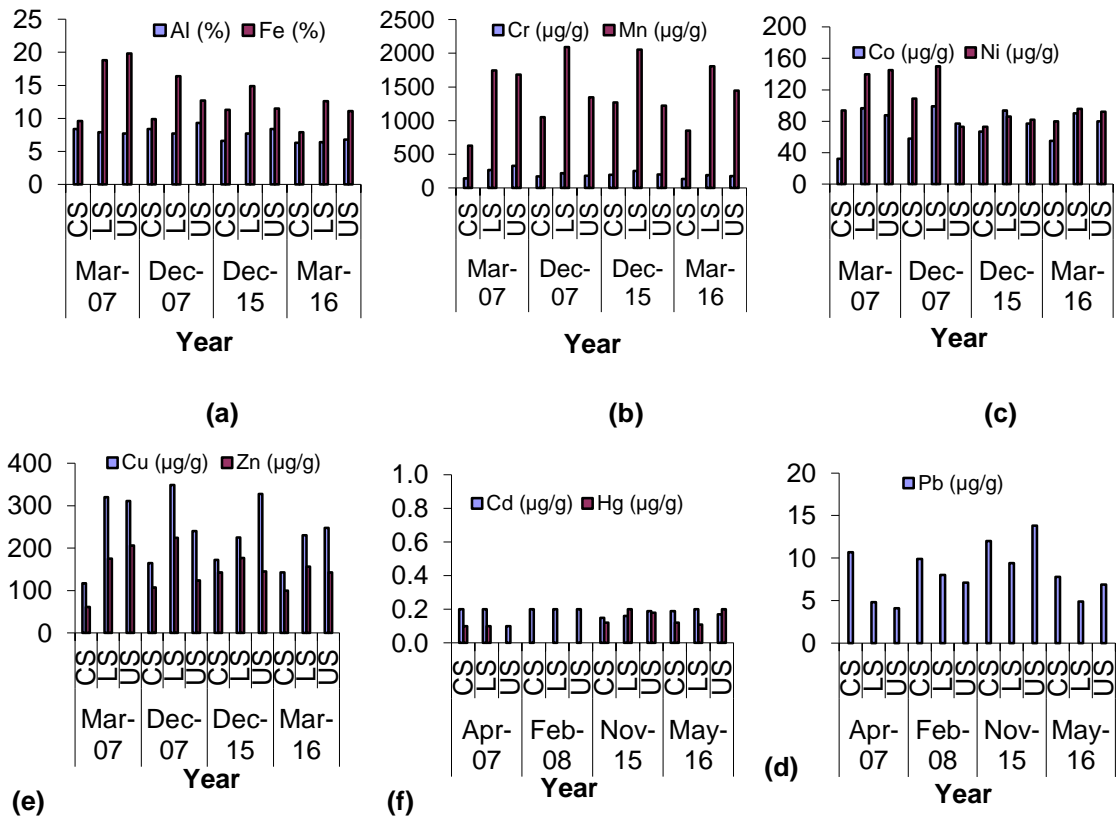 25
20
15
10
5
0
Al (%) Fe (%)
CS LS US CS LS US CS LS US CS LS US
Mar-07 Dec-07 Dec-15 Mar-16
Year
(a)
2500
2000
1500
1000
500
0
Cr (µg/g) Mn (µg/g)
CS LS US CS LS US CS LS US CS LS US
Mar-07 Dec-07 Dec-15 Mar-16
Year
(b)
200
160
120
80
40
0
Co (µg/g) Ni (µg/g)
CS LS US CS LS US CS LS US CS LS US
Mar-07 Dec-07 Dec-15 Mar-16
Year
(c)
400
300
200
100
0
Cu (µg/g) Zn (µg/g)
CS LS US CS LS US CS LS US CS LS US
Mar-07 Dec-07 Dec-15 Mar-16
Year
(e)
1.0
0.8
0.6
0.4
0.2
0.0
Cd (µg/g) Hg (µg/g)
CS LS US CS LS US CS LS US CS LS US
Apr-07 Feb-08 Nov-15 May-16
Year
(f)
20
15
10
5
0
Pb (µg/g)
CS LS US CS LS US CS LS US CS LS US
Apr-07 Feb-08 Nov-15 May-16
Year
(d)